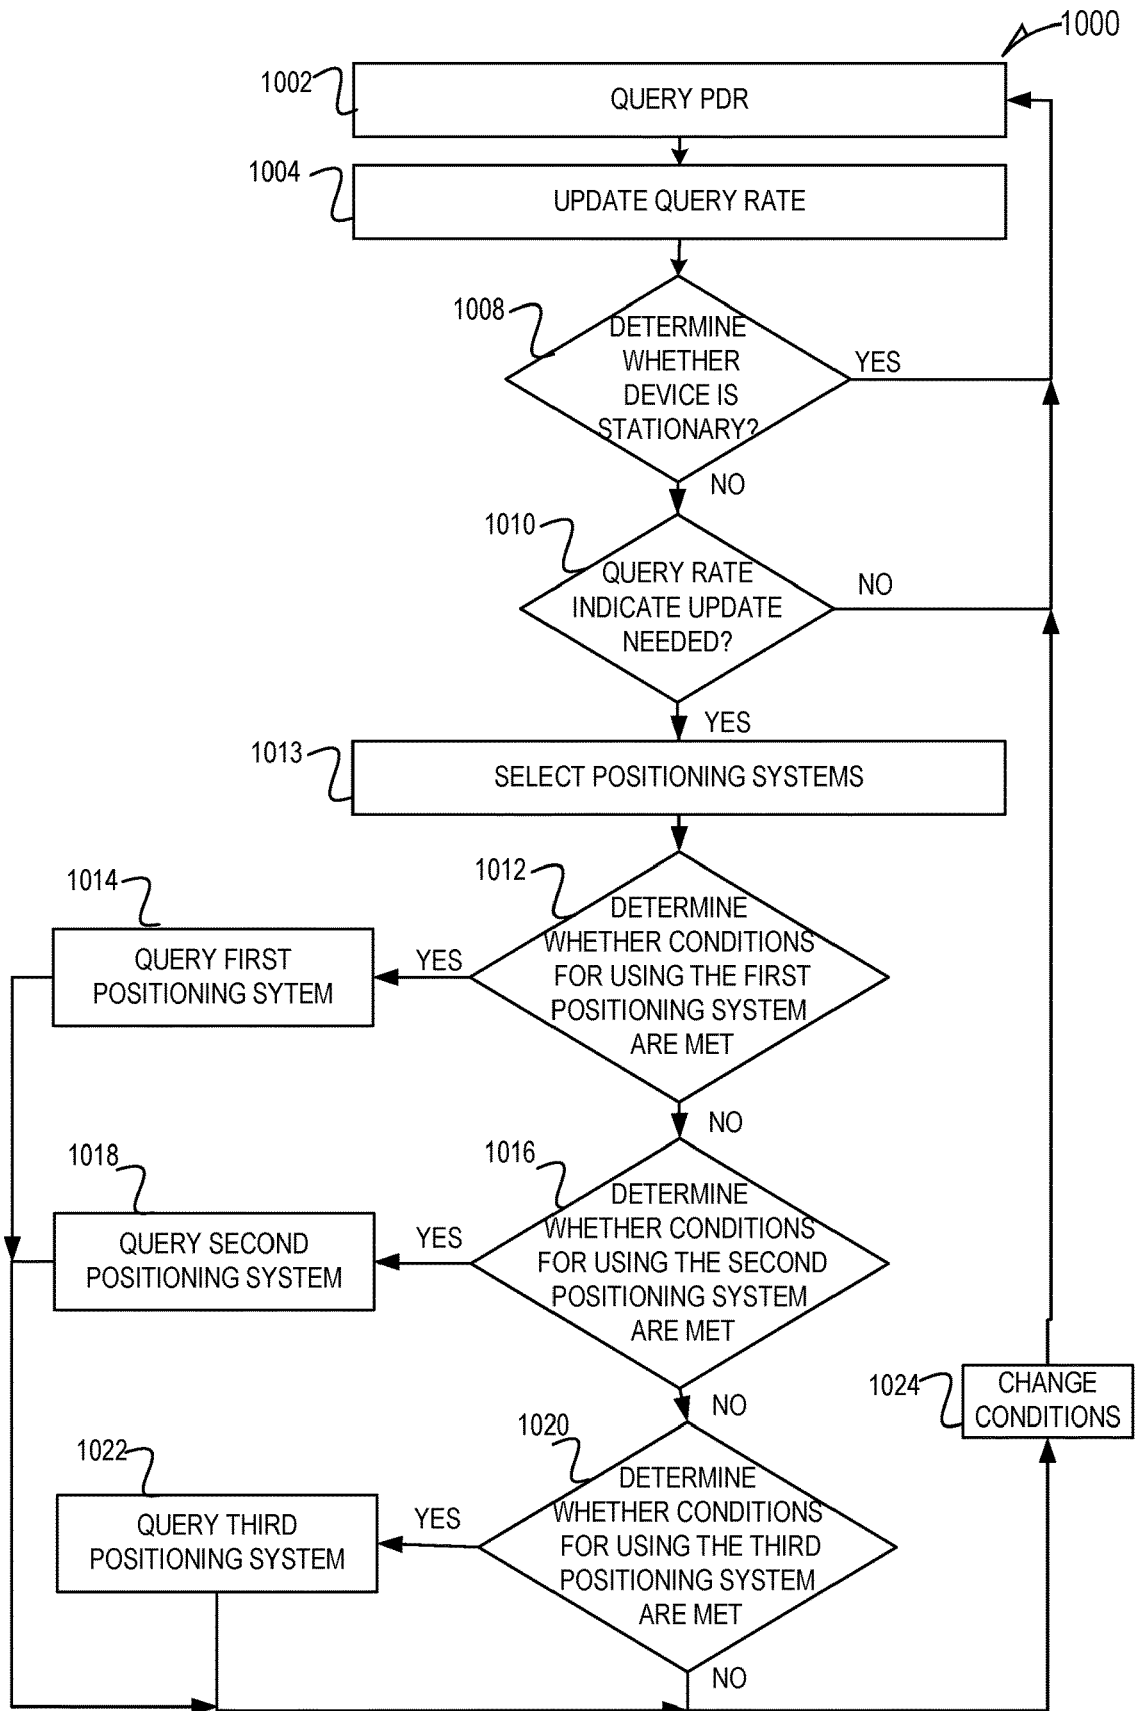 1000
1002
QUERY PDR
1004
UPDATE QUERY RATE
1008
DETERMINE
WHETHER
DEVICE IS
STATIONARY?
YES
NO
1010
QUERY RATE
INDICATE UPDATE
NEEDED?
NO
YES
1013
SELECT POSITIONING SYSTEMS
1012
DETERMINE
WHETHER CONDITIONS
FOR USING THE FIRST
POSITIONING SYSTEM
ARE MET
YES
1014
QUERY FIRST
POSITIONING SYTEM
NO
1016
DETERMINE
WHETHER CONDITIONS
FOR USING THE SECOND
POSITIONING SYSTEM
ARE MET
YES
1018
QUERY SECOND
POSITIONING SYSTEM
NO
1020
DETERMINE
WHETHER CONDITIONS
FOR USING THE THIRD
POSITIONING SYSTEM
ARE MET
YES
1022
QUERY THIRD
POSITIONING SYSTEM
NO
1024
CHANGE
CONDITIONS